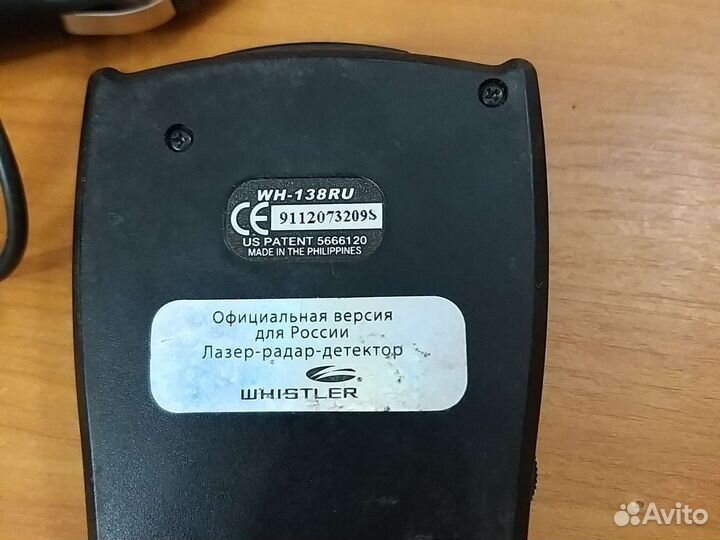 WH-138RU
CE 9112073209S
US PATENT 5666120
MADE IN THE PHILIPPINES
Официальная версия
для России
Лазер-радар-детектор
WHISTLER
Avito